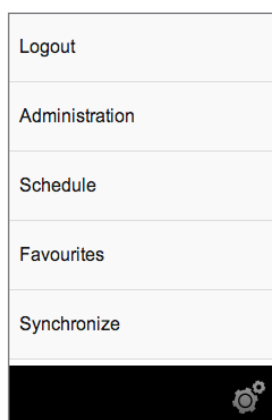 Logout
Administration
Schedule
Favourites
Synchronize